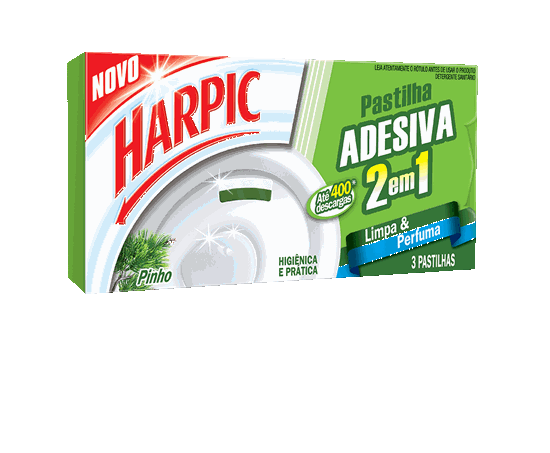 NOVO
HARPIC
LEIA ATENTAMENTE O RÓTULO ANTES DE USAR O PRODUTO
DETERGENTE SANITÁRIO
Pastilha
ADESIVA
2 em 1
Até 400*
descargas
Limpa &
Perfuma
Pinho
HIGIÊNICA
E PRÁTICA
3 PASTILHAS